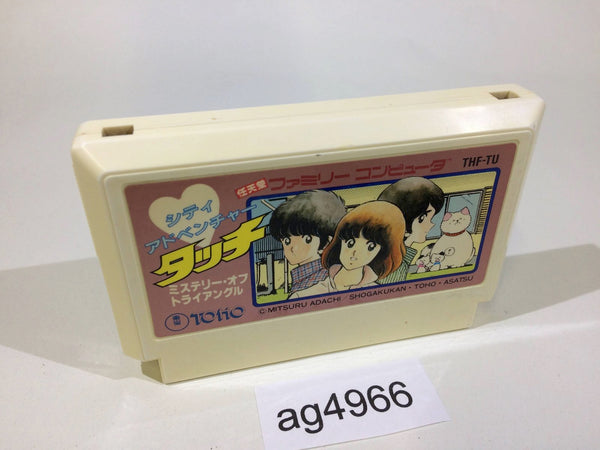 THF-TU
任天堂 ファミリー コンピュータ™
シティ
アドベンチャー
タッチ
ミステリー・オブ
トライアングル
TOHO
© MITSURU ADACHI / SHOGAKUKAN・TOHO・ASATSU
ag4966